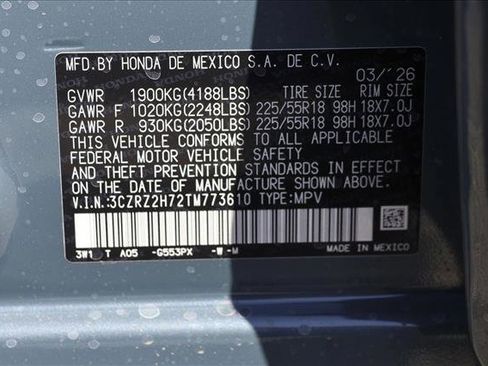 MFD.BY HONDA DE MEXICO S.A. DE C.V.
03/'26
GVWR 1900KG(4188LBS) TIRE SIZE RIM SIZE
GAWR F 1020KG(2248LBS) 225/55R18 98H 18X7.0J
GAWR R 930KG(2050LBS) 225/55R18 98H 18X7.0J
THIS VEHICLE CONFORMS TO ALL APPLICABLE
FEDERAL MOTOR VEHICLE SAFETY
AND THEFT PREVENTION STANDARDS IN EFFECT
ON THE DATE OF MANUFACTURE SHOWN ABOVE.
V.I.N.:3CZRZ2H72TM773610 TYPE:MPV
3W1 T A05 -G553PX -W-M
MADE IN MEXICO